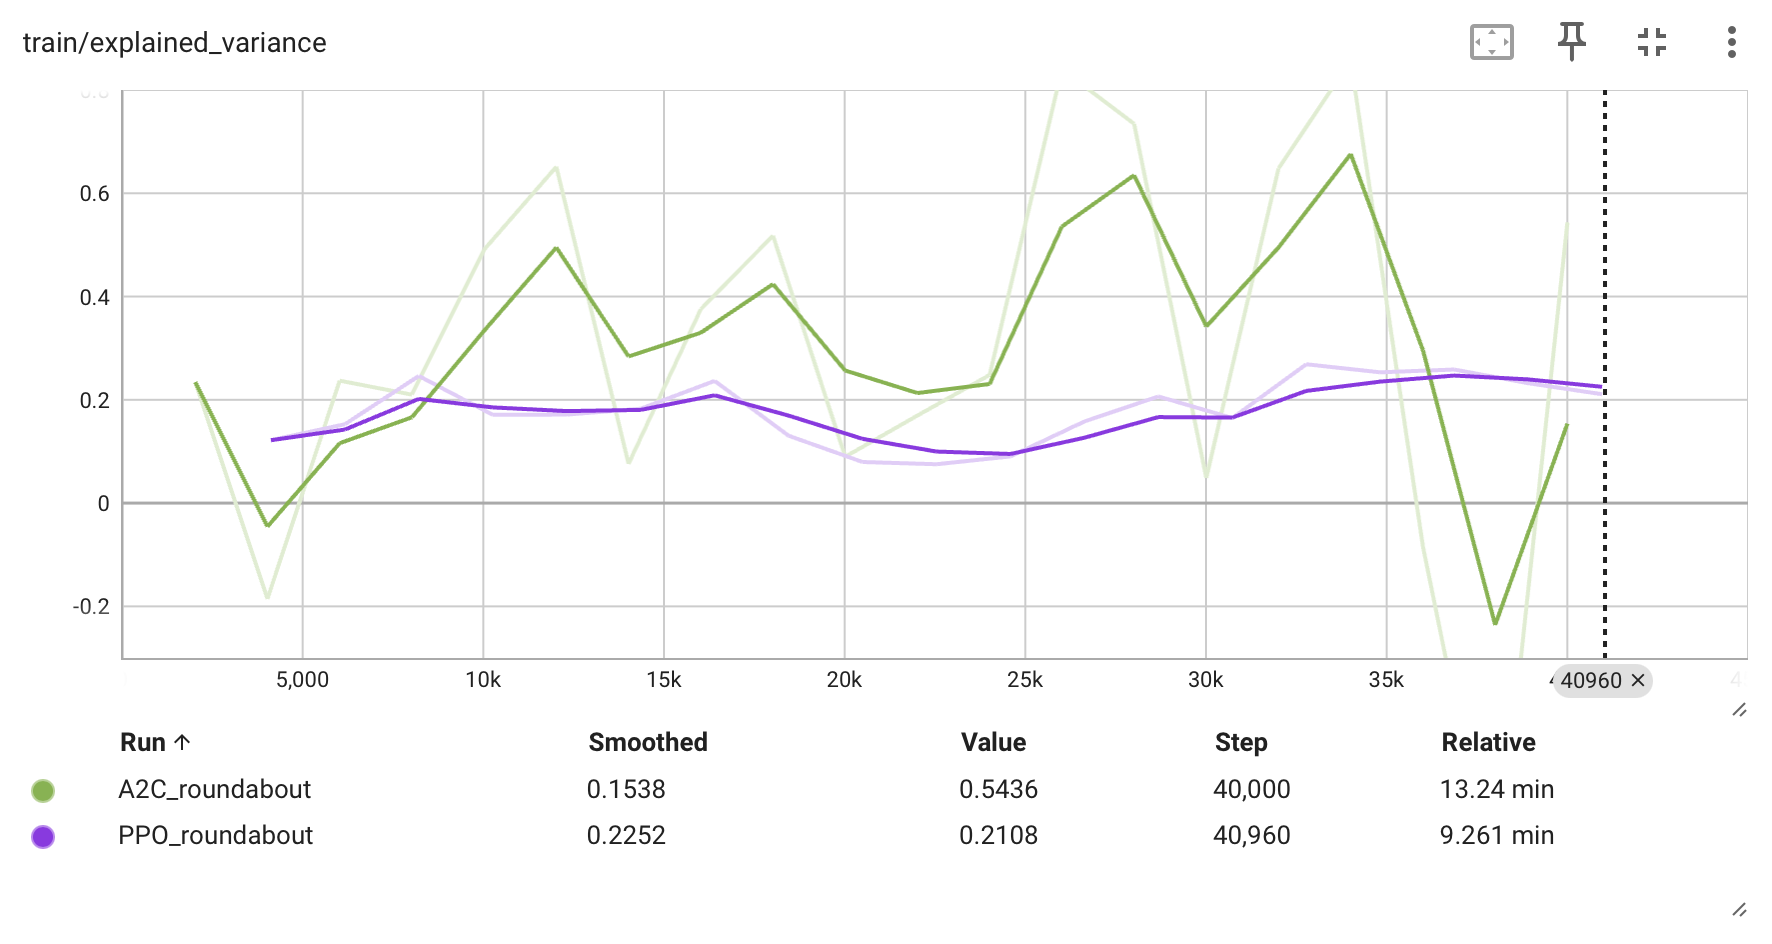 train/explained_variance
0.6
0.4
0.2
0
-0.2
5,000 10k 15k 20k 25k 30k 35k 40960 ×
Run ↑ Smoothed Value Step Relative
A2C_roundabout 0.1538 0.5436 40,000 13.24 min
PPO_roundabout 0.2252 0.2108 40,960 9.261 min